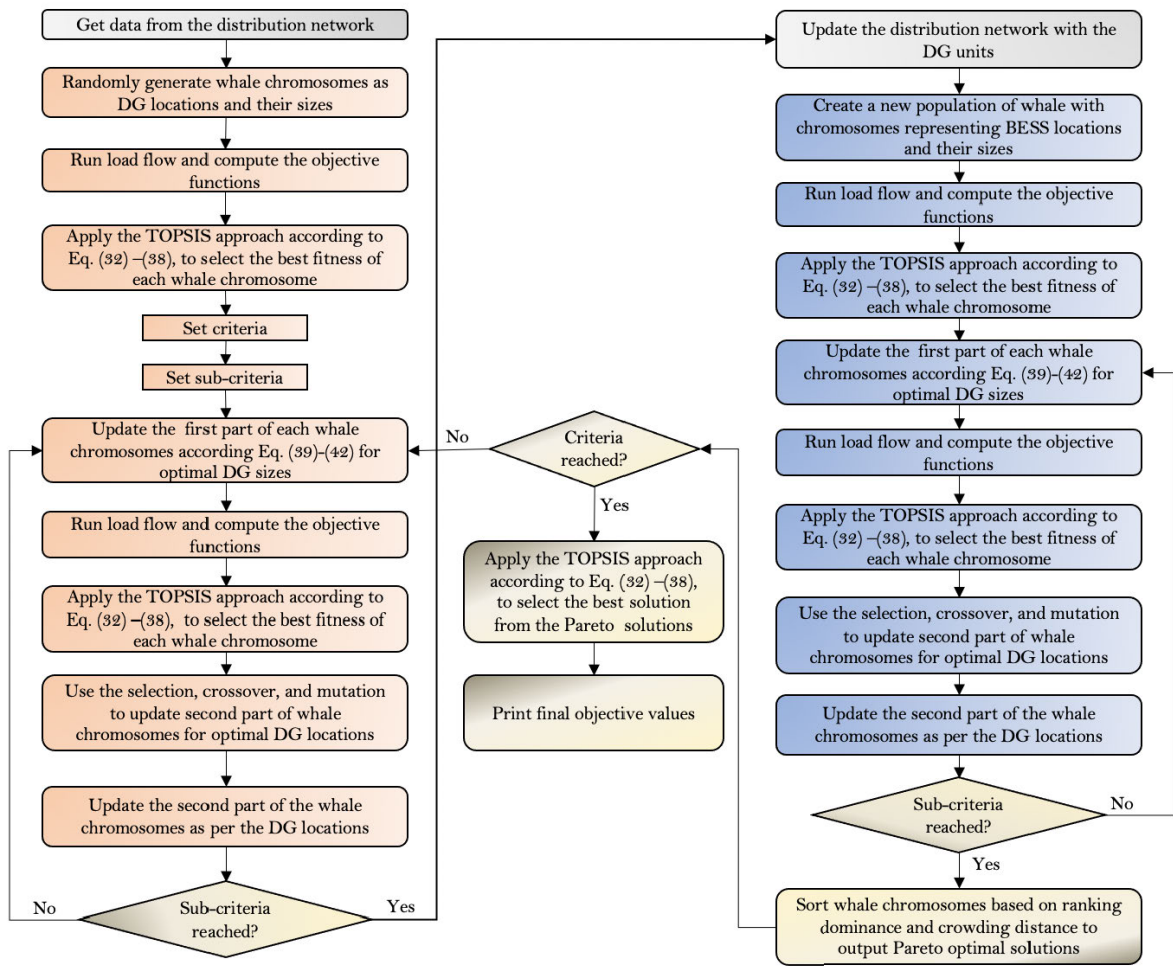 Get data from the distribution network
Randomly generate whale chromosomes as
DG locations and their sizes
Run load flow and compute the objective
functions
Apply the TOPSIS approach according to
Eq. (32) –(38), to select the best fitness of
each whale chromosome
Set criteria
Set sub-criteria
Update the first part of each whale
chromosomes according Eq. (39)-(42) for
optimal DG sizes
Run load flow and compute the objective
functions
Apply the TOPSIS approach according to
Eq. (32) –(38), to select the best fitness of
each whale chromosome
Use the selection, crossover, and mutation
to update second part of whale
chromosomes for optimal DG locations
Update the second part of the whale
chromosomes as per the DG locations
No
Sub-criteria
reached?
Yes
No
Criteria
reached?
Yes
Apply the TOPSIS approach
according to Eq. (32) –(38),
to select the best solution
from the Pareto solutions
Print final objective values
Update the distribution network with the
DG units
Create a new population of whale with
chromosomes representing BESS locations
and their sizes
Run load flow and compute the objective
functions
Apply the TOPSIS approach according to
Eq. (32) –(38), to select the best fitness of
each whale chromosome
Update the first part of each whale
chromosomes according Eq. (39)-(42) for
optimal DG sizes
Run load flow and compute the objective
functions
Apply the TOPSIS approach according to
Eq. (32) –(38), to select the best fitness of
each whale chromosome
Use the selection, crossover, and mutation
to update second part of whale
chromosomes for optimal DG locations
Update the second part of the whale
chromosomes as per the DG locations
Sub-criteria
reached?
No
Yes
Sort whale chromosomes based on ranking
dominance and crowding distance to
output Pareto optimal solutions